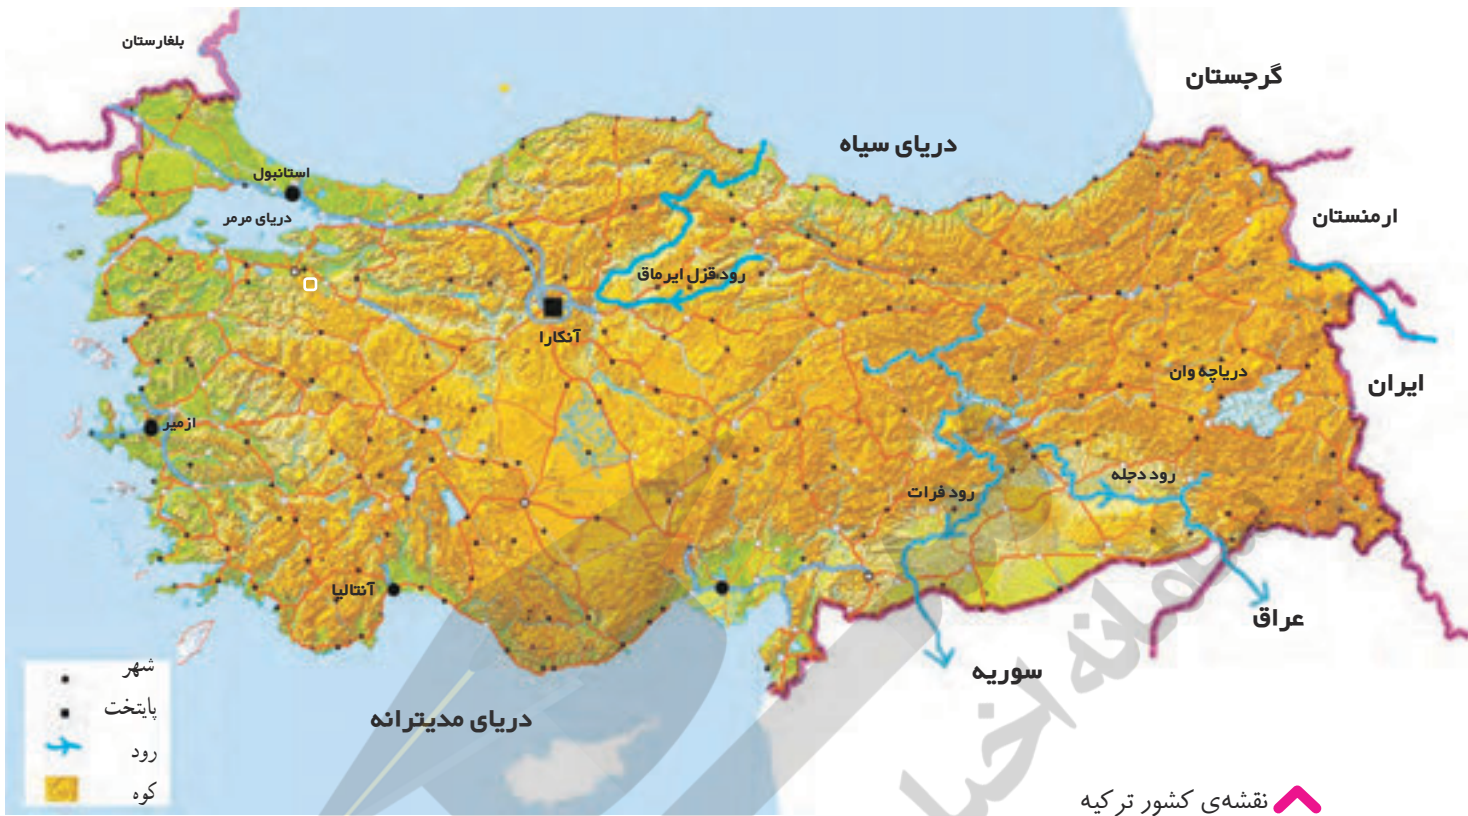 بلغارستان
گرجستان
دریای سیاه
استانبول
دریای مرمر
ارمنستان
رود قزل ایرماق
آنکارا
دریاچه وان
ایران
ازمیر
رود دجله
رود فرات
آنتالیا
عراق
سوریه
دریای مدیترانه
شهر
پایتخت
رود
کوه
نقشه‌ی کشور ترکیه